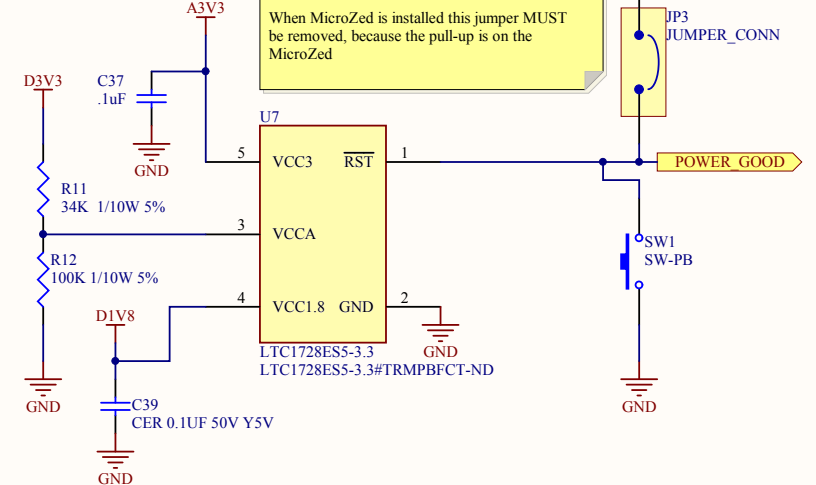 A3V3
When MicroZed is installed this jumper MUST
be removed, because the pull-up is on the
MicroZed
JP3
JUMPER_CONN
D3V3
C37
.1uF
GND
U7
5 VCC3 RST 1
POWER_GOOD
R11
34K 1/10W 5%
3 VCCA
R12
100K 1/10W 5%
SW1
SW-PB
4 VCC1.8 GND 2
D1V8
GND
LTC1728ES5-3.3
LTC1728ES5-3.3#TRMPBFCT-ND
GND
GND
C39
CER 0.1UF 50V Y5V
GND